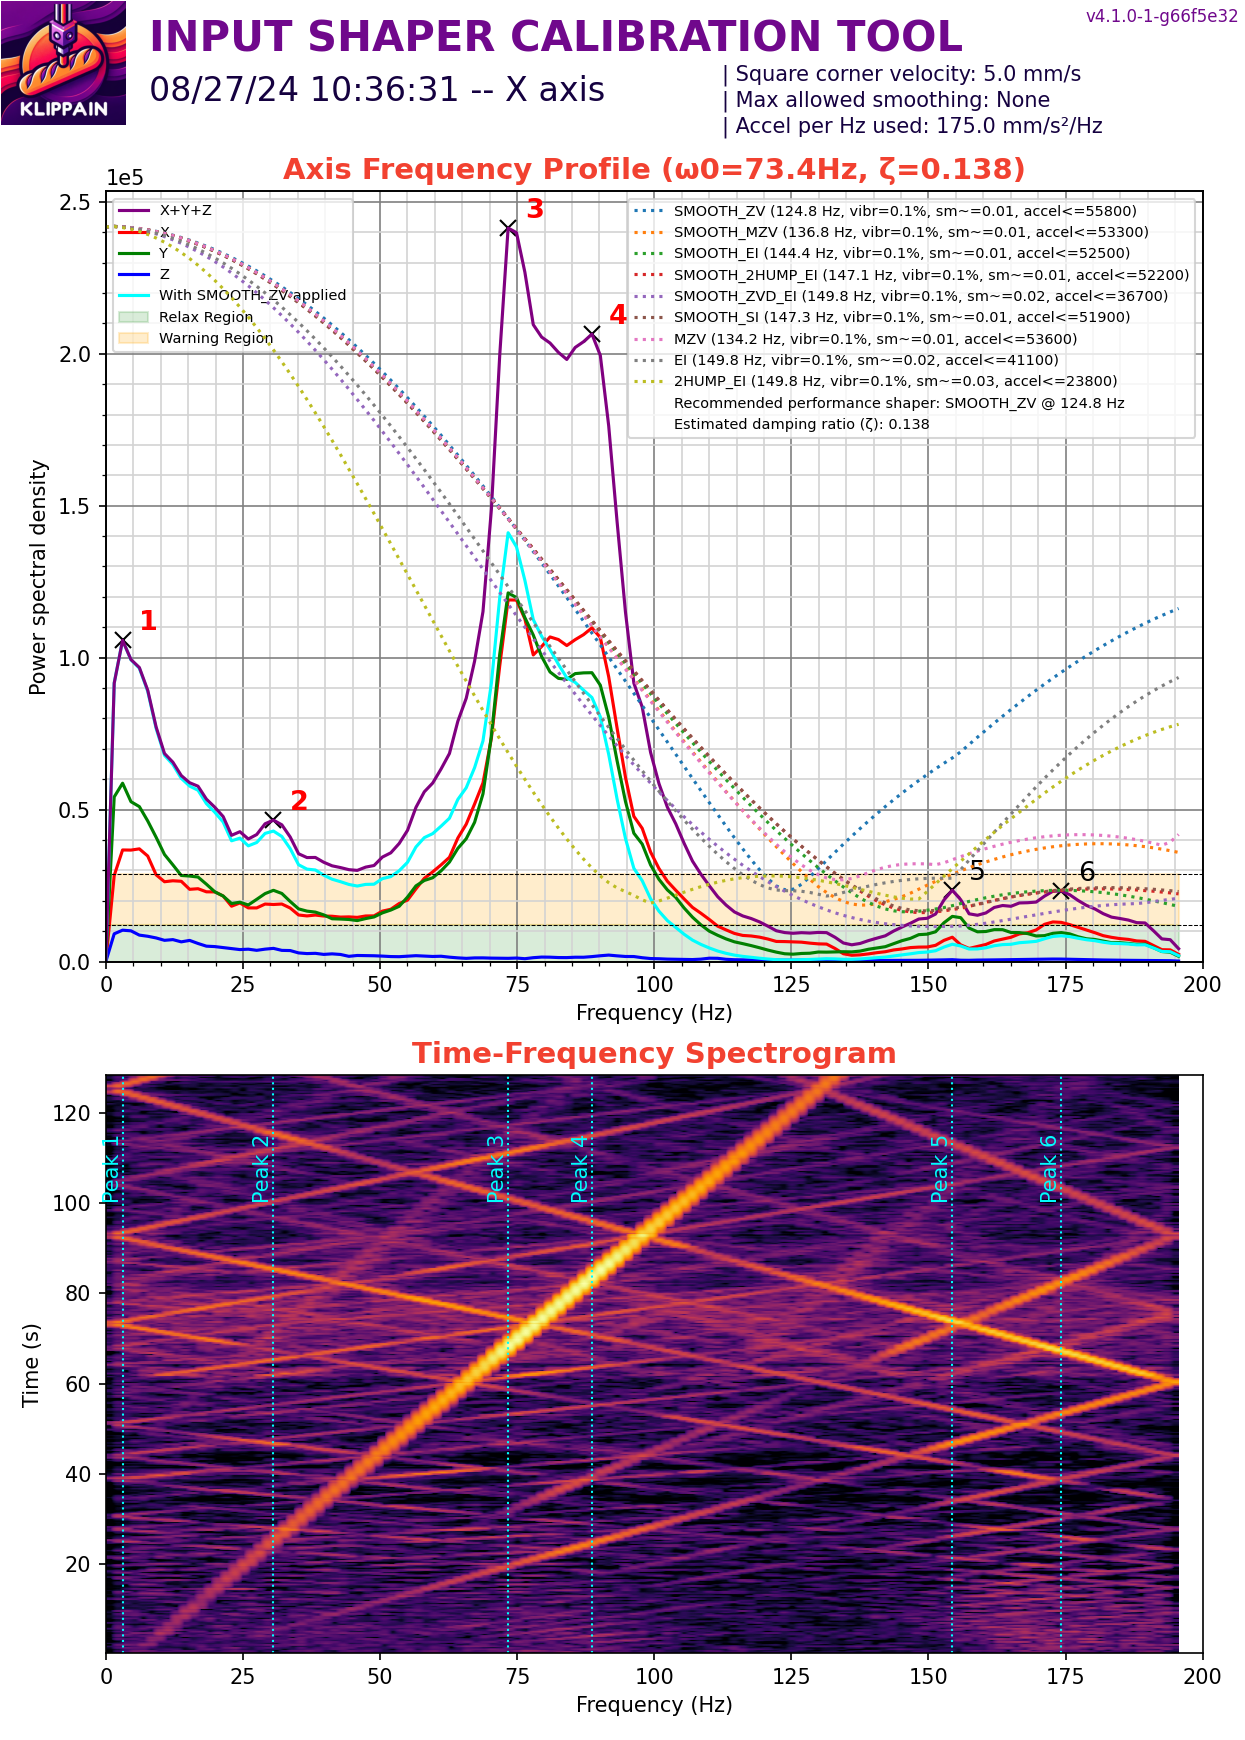 v4.1.0-1-g66f5e32
INPUT SHAPER CALIBRATION TOOL
08/27/24 10:36:31 -- X axis
| Square corner velocity: 5.0 mm/s
| Max allowed smoothing: None
| Accel per Hz used: 175.0 mm/s²/Hz
KLIPPAIN
Axis Frequency Profile (ω0=73.4Hz, ζ=0.138)
1e5
X+Y+Z
X
Y
Z
With SMOOTH_ZV applied
Relax Region
Warning Region
SMOOTH_ZV (124.8 Hz, vibr=0.1%, sm~=0.01, accel<=55800)
SMOOTH_MZV (136.8 Hz, vibr=0.1%, sm~=0.01, accel<=53300)
SMOOTH_EI (144.4 Hz, vibr=0.1%, sm~=0.01, accel<=52500)
SMOOTH_2HUMP_EI (147.1 Hz, vibr=0.1%, sm~=0.01, accel<=52200)
SMOOTH_ZVD_EI (149.8 Hz, vibr=0.1%, sm~=0.02, accel<=36700)
SMOOTH_SI (147.3 Hz, vibr=0.1%, sm~=0.01, accel<=51900)
MZV (134.2 Hz, vibr=0.1%, sm~=0.01, accel<=53600)
EI (149.8 Hz, vibr=0.1%, sm~=0.02, accel<=41100)
2HUMP_EI (149.8 Hz, vibr=0.1%, sm~=0.03, accel<=23800)
Recommended performance shaper: SMOOTH_ZV @ 124.8 Hz
Estimated damping ratio (ζ): 0.138
1
2
3
4
5
6
2.5
2.0
1.5
1.0
0.5
0.0
Power spectral density
0 25 50 75 100 125 150 175 200
Frequency (Hz)
Time-Frequency Spectrogram
Peak 1
Peak 2
Peak 3
Peak 4
Peak 5
Peak 6
120
100
80
60
40
20
Time (s)
0 25 50 75 100 125 150 175 200
Frequency (Hz)